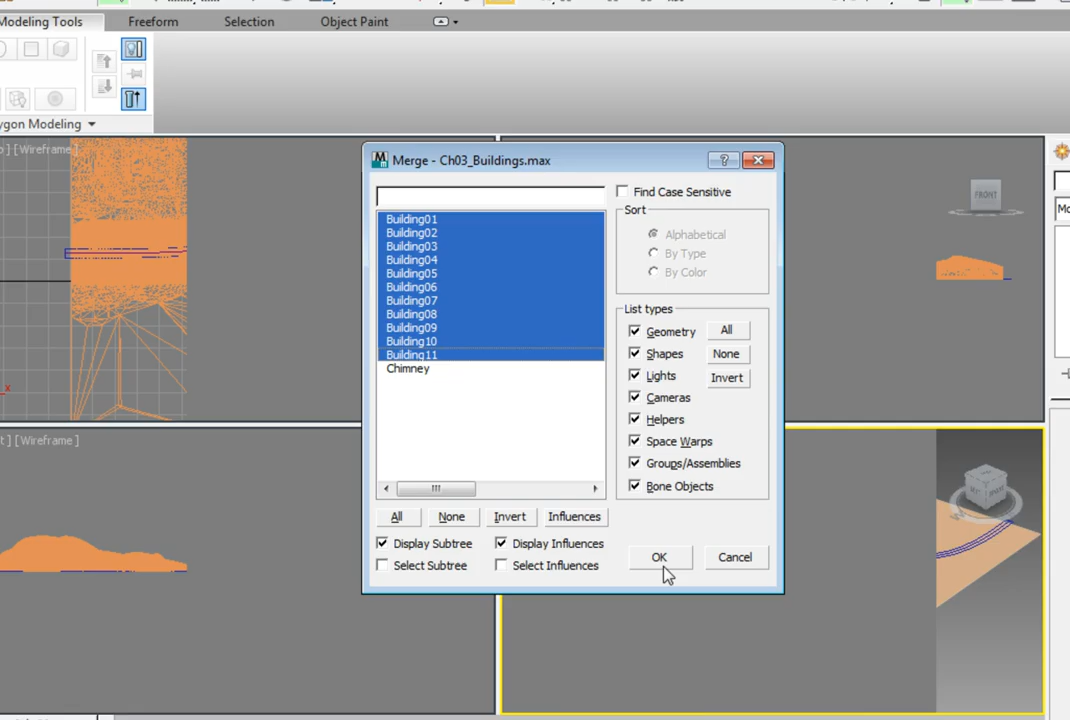 Modeling Tools Freeform Selection Object Paint
ygon Modeling
] [Wireframe]
Merge - Ch03_Buildings.max
?
Find Case Sensitive
Sort
Alphabetical
By Type
By Color
Building01
Building02
Building03
Building04
Building05
Building06
Building07
Building08
Building09
Building10
Building11
Chimney
List types
Geometry All
Shapes None
Lights Invert
Cameras
Helpers
Space Warps
Groups/Assemblies
Bone Objects
All None Invert Influences
Display Subtree Display Influences
Select Subtree Select Influences
OK Cancel
FRONT
Mo
x
t ] [Wireframe ]